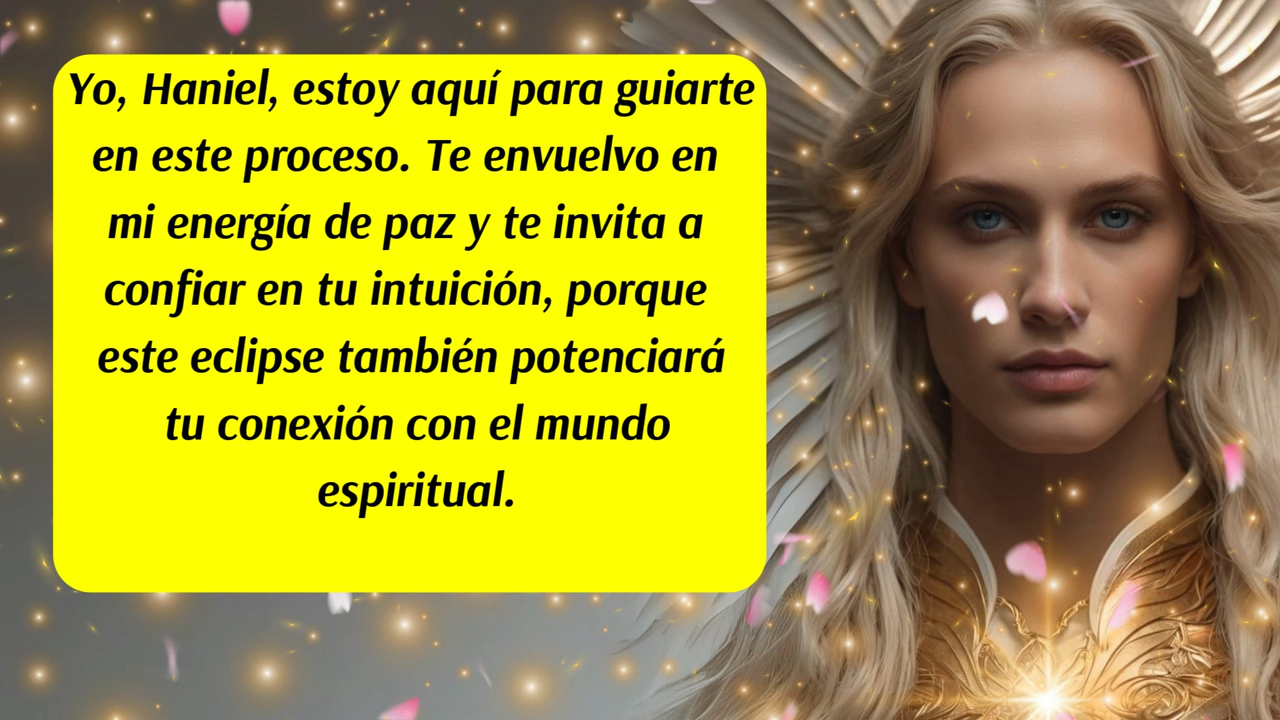 Yo, Haniel, estoy aquí para guiarte
en este proceso. Te envuelvo en
mi energía de paz y te invita a
confiar en tu intuición, porque
este eclipse también potenciará
tu conexión con el mundo
espiritual.